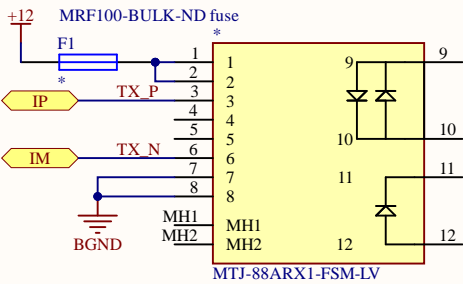 +12 MRF100-BULK-ND fuse
F1 *
*
1 1 9 9
2 2
IP TX_P 3 3
4 4
5 5 10 10
IM TX_N 6 6
7 7 11 11
8 8
MH1 MH1
MH2 MH2 12 12
BGND
MTJ-88ARX1-FSM-LV